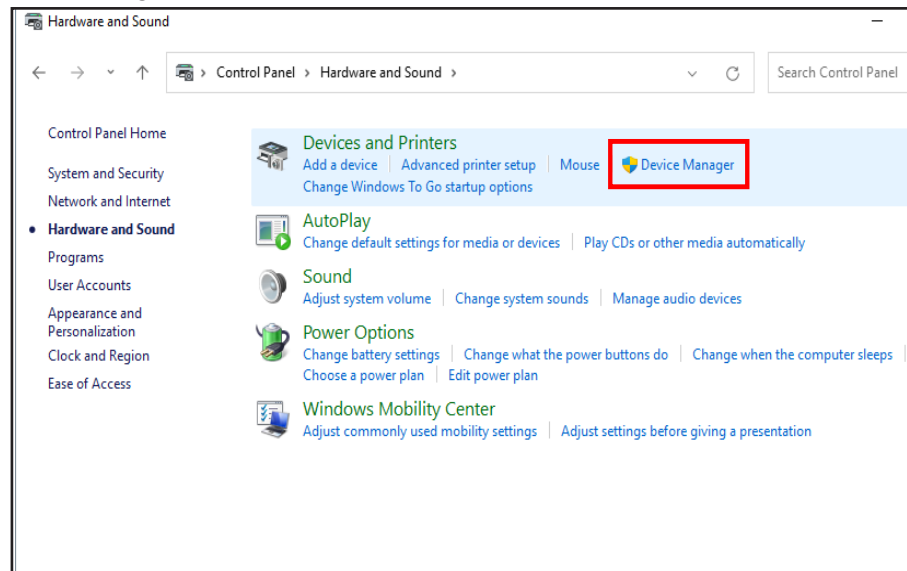 Hardware and Sound
Control Panel > Hardware and Sound >
Search Control Panel
Control Panel Home
System and Security
Network and Internet
Hardware and Sound
Programs
User Accounts
Appearance and
Personalization
Clock and Region
Ease of Access
Devices and Printers
Add a device | Advanced printer setup | Mouse | Device Manager
Change Windows To Go startup options
AutoPlay
Change default settings for media or devices | Play CDs or other media automatically
Sound
Adjust system volume | Change system sounds | Manage audio devices
Power Options
Change battery settings | Change what the power buttons do | Change when the computer sleeps |
Choose a power plan | Edit power plan
Windows Mobility Center
Adjust commonly used mobility settings | Adjust settings before giving a presentation